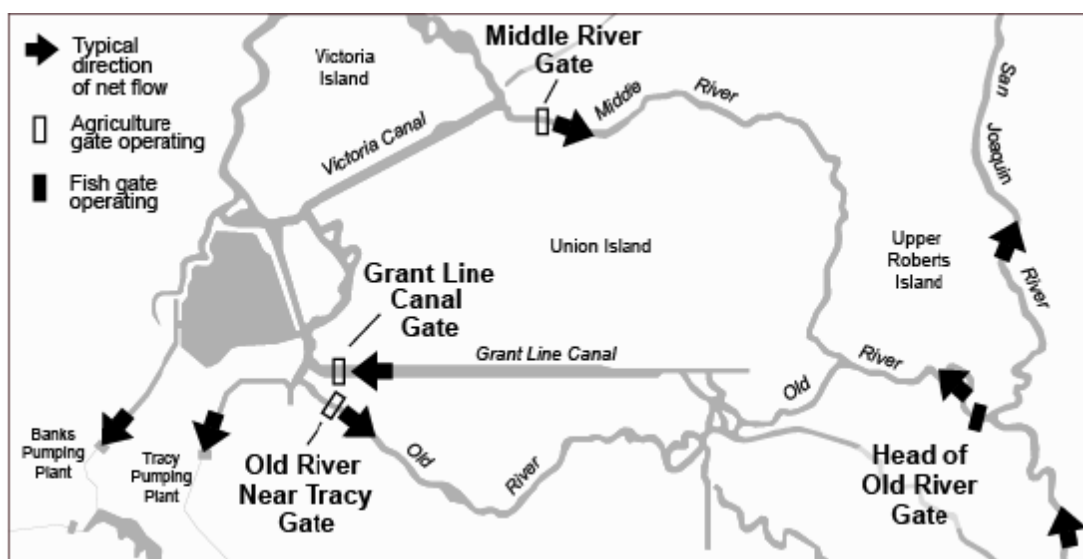 Typical
direction
of net flow
Agriculture
gate operating
Fish gate
operating
Victoria
Island
Middle River
Gate
Middle
River
San
Joaquin
River
Victoria Canal
Union Island
Upper
Roberts
Island
Grant Line
Canal
Gate
Grant Line Canal
River
Old
Banks
Pumping
Plant
Tracy
Pumping
Plant
Old River
Near Tracy
Gate
Old
River
Head of
Old River
Gate